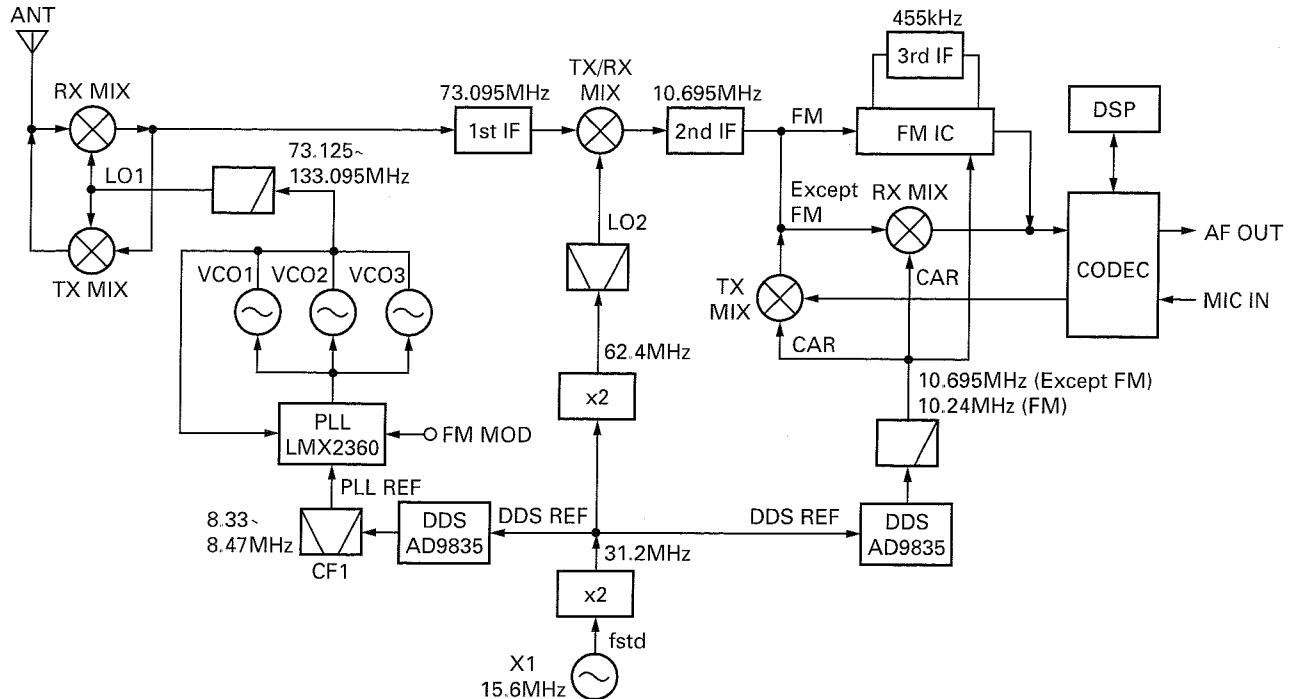 ANT
455kHz
3rd IF
TX/RX
MIX
RX MIX
73.095MHz
10.695MHz
FM
DSP
1st IF
2nd IF
FM IC
73.125~
133.095MHz
LO1
Except
FM
RX MIX
LO2
AF OUT
CODEC
TX MIX
VCO1
VCO2
VCO3
TX
MIX
CAR
MIC IN
CAR
62.4MHz
10.695MHz (Except FM)
10.24MHz (FM)
x2
PLL
LMX2360
FM MOD
PLL REF
8.33~
8.47MHz
DDS
AD9835
DDS REF
DDS REF
DDS
AD9835
CF1
31.2MHz
x2
fstd
X1
15.6MHz